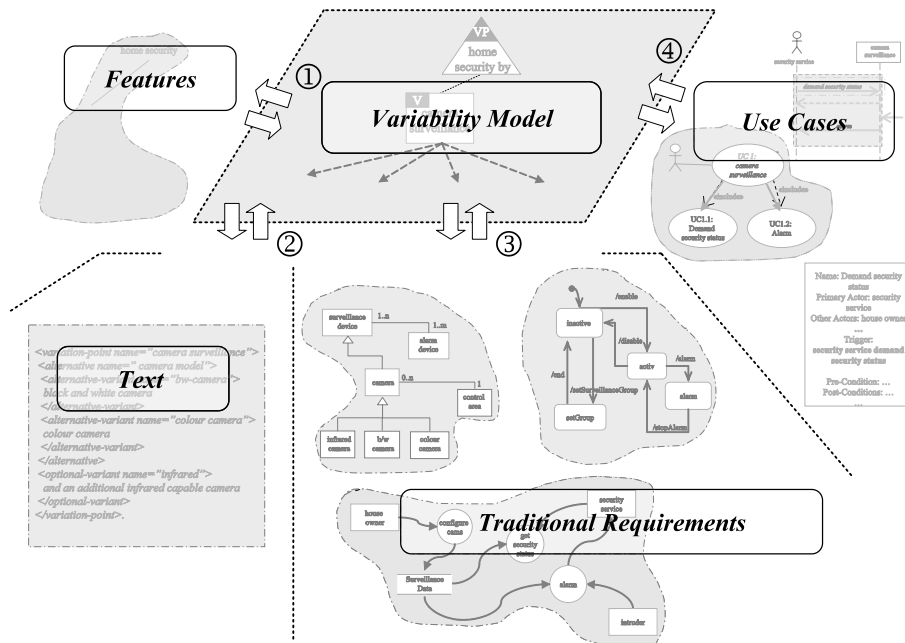 home security
Features
①
VP
home
security by
V
surveillance
Variability Model
④
security service
camera
surveillance
demand security status
Use Cases
UC 1:
camera
surveillance
«include»
«include»
UC1.1:
Demand
security status
UC1.2:
Alarm
②
③
Name: Demand security
status
Primary Actor: security
service
Other Actors: house owner
…
Trigger:
security service demand
security status
Pre-Condition: …
Post-Conditions: …
…
<variation-point name="camera surveillance">
<alternative name=" camera model">
<alternative-variant name="bw-camera">
black and white camera
</alternative-variant>
<alternative-variant name="colour camera">
colour camera
</alternative-variant>
</alternative>
<optional-variant name="infrared">
and an additional infrared capable camera
</optional-variant>
</variation-point>.
Text
surveillance
device
1..n
1..m
alarm
device
camera
0..n
1
control
area
infrared
camera
b/w
camera
colour
camera
/enable
inactive
/disable
activ
/alarm
/end
/setSurveillanceGroup
alarm
setGroup
/stopAlarm
house
owner
configure
cams
security
service
get
security
status
Traditional Requirements
Surveillance
Data
alarm
intruder